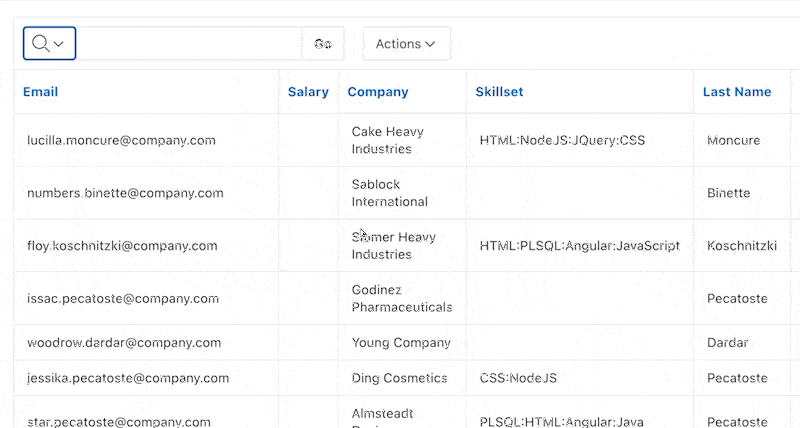 Go
Actions
Email Salary Company Skillset Last Name
lucilla.moncure@company.com Cake Heavy Industries HTML:NodeJS:JQuery:CSS Moncure
numbers.binette@company.com Sablock International Binette
floy.koschnitzki@company.com Heavy Industries HTML:PLSQL:Angular:JavaScript Koschnitzki
issac.pecatoste@company.com Godinez Pharmaceuticals Pecatoste
woodrow.dardar@company.com Young Company Dardar
jessika.pecatoste@company.com Ding Cosmetics CSS:NodeJS Pecatoste
star.pecatoste@company.com Almsteadt PLSQL:HTML:Angular:Java Pecatoste